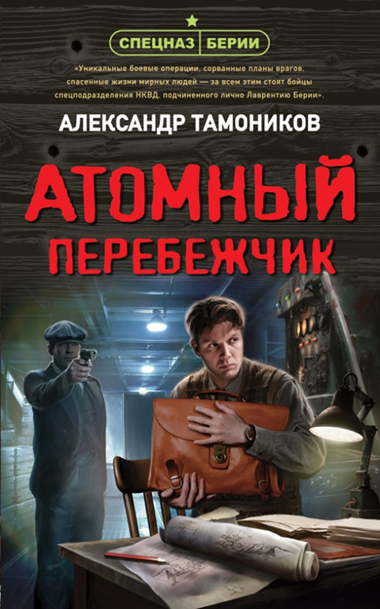 СПЕЦНАЗ БЕРИИ
«Уникальные боевые операции, сорванные планы врагов,
спасенные жизни мирных людей — за всем этим стоят бойцы
спецподразделения НКВД, подчиненного лично Лаврентию Берии».
АЛЕКСАНДР ТАМОНИКОВ
АТОМНЫЙ
ПЕРЕБЕЖЧИК